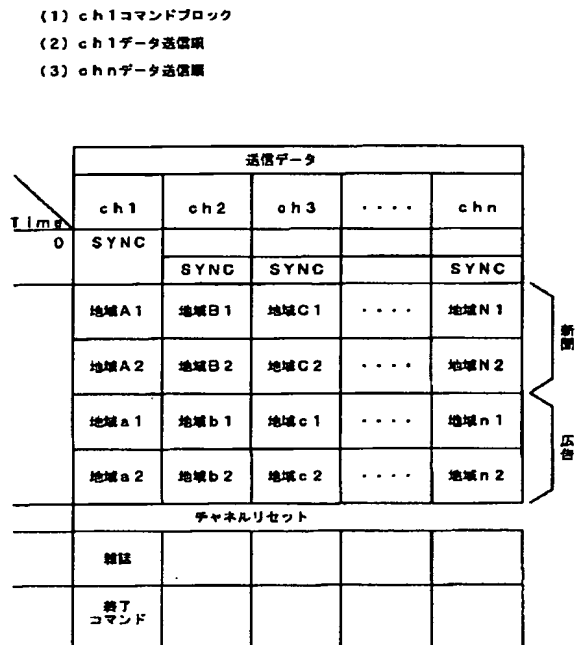 (1) ch1コマンドブロック
(2) ch1データ送信順
(3) chnデータ送信順
送信データ
Time ch1 ch2 ch3 ・・・・ chn
0 SYNC
SYNC SYNC SYNC
地域A1 地域B1 地域C1 ・・・・ 地域N1
新聞
地域A2 地域B2 地域C2 ・・・・ 地域N2
地域a1 地域b1 地域c1 ・・・・ 地域n1
広告
地域a2 地域b2 地域c2 ・・・・ 地域n2
チャネルリセット
雑誌
終了
コマンド